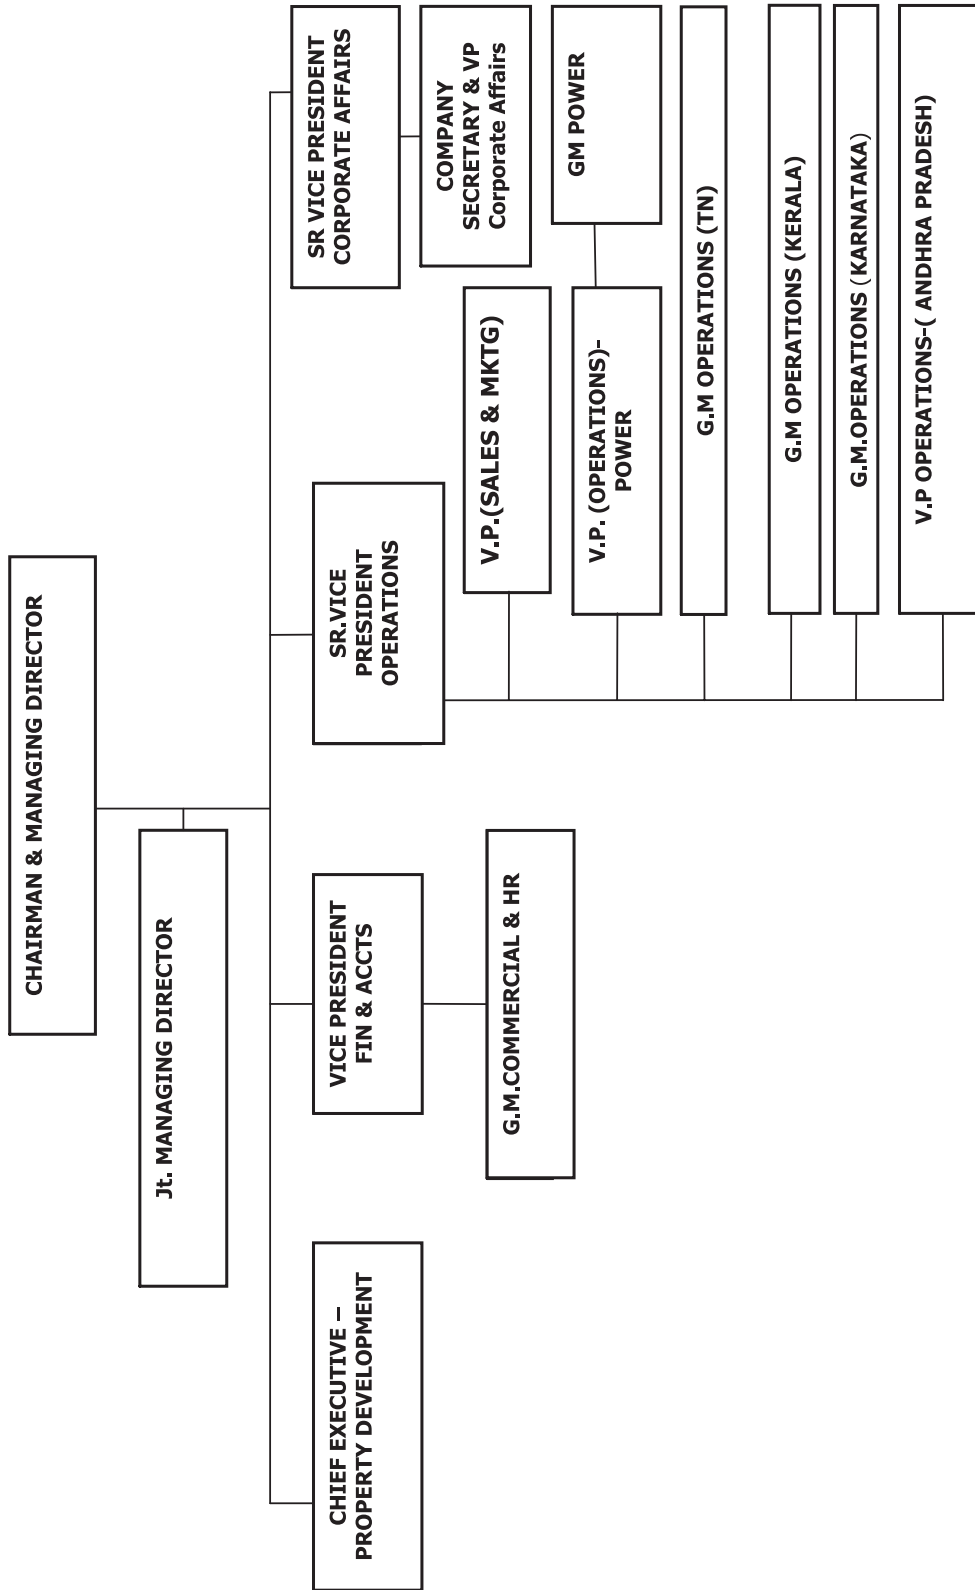 CHAIRMAN & MANAGING DIRECTOR
Jt. MANAGING DIRECTOR
CHIEF EXECUTIVE –
PROPERTY DEVELOPMENT
VICE PRESIDENT
FIN & ACCTS
SR.VICE
PRESIDENT
OPERATIONS
SR VICE PRESIDENT
CORPORATE AFFAIRS
G.M.COMMERCIAL & HR
COMPANY
SECRETARY & VP
Corporate Affairs
V.P.(SALES & MKTG)
V.P. (OPERATIONS)-
POWER
GM POWER
G.M OPERATIONS (TN)
G.M OPERATIONS (KERALA)
G.M.OPERATIONS (KARNATAKA)
V.P OPERATIONS-( ANDHRA PRADESH)